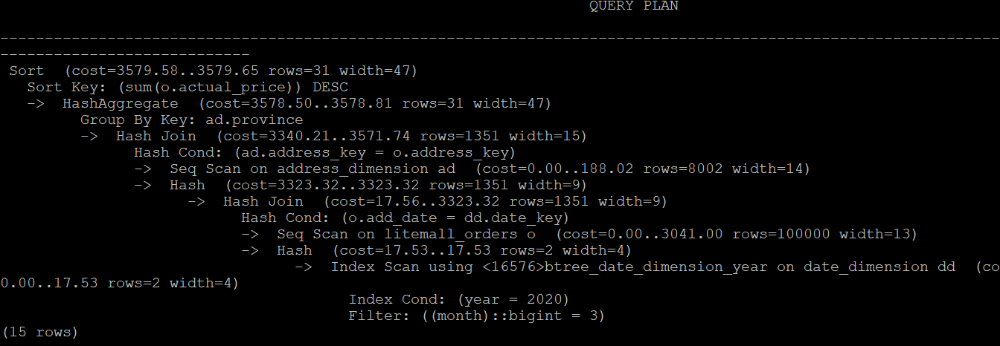 QUERY PLAN
----------------------------------------------------------------------------------------------------------------
----------------------------
Sort  (cost=3579.58..3579.65 rows=31 width=47)
  Sort Key: (sum(o.actual_price)) DESC
  ->  HashAggregate  (cost=3578.50..3578.81 rows=31 width=47)
        Group By Key: ad.province
        ->  Hash Join  (cost=3340.21..3571.74 rows=1351 width=15)
              Hash Cond: (ad.address_key = o.address_key)
              ->  Seq Scan on address_dimension ad  (cost=0.00..188.02 rows=8002 width=14)
              ->  Hash  (cost=3323.32..3323.32 rows=1351 width=9)
                    ->  Hash Join  (cost=17.56..3323.32 rows=1351 width=9)
                          Hash Cond: (o.add_date = dd.date_key)
                          ->  Seq Scan on litemall_orders o  (cost=0.00..3041.00 rows=100000 width=13)
                          ->  Hash  (cost=17.53..17.53 rows=2 width=4)
                                ->  Index Scan using <16576>btree_date_dimension_year on date_dimension dd  (co
0.00..17.53 rows=2 width=4)
                                      Index Cond: (year = 2020)
                                      Filter: ((month)::bigint = 3)
(15 rows)